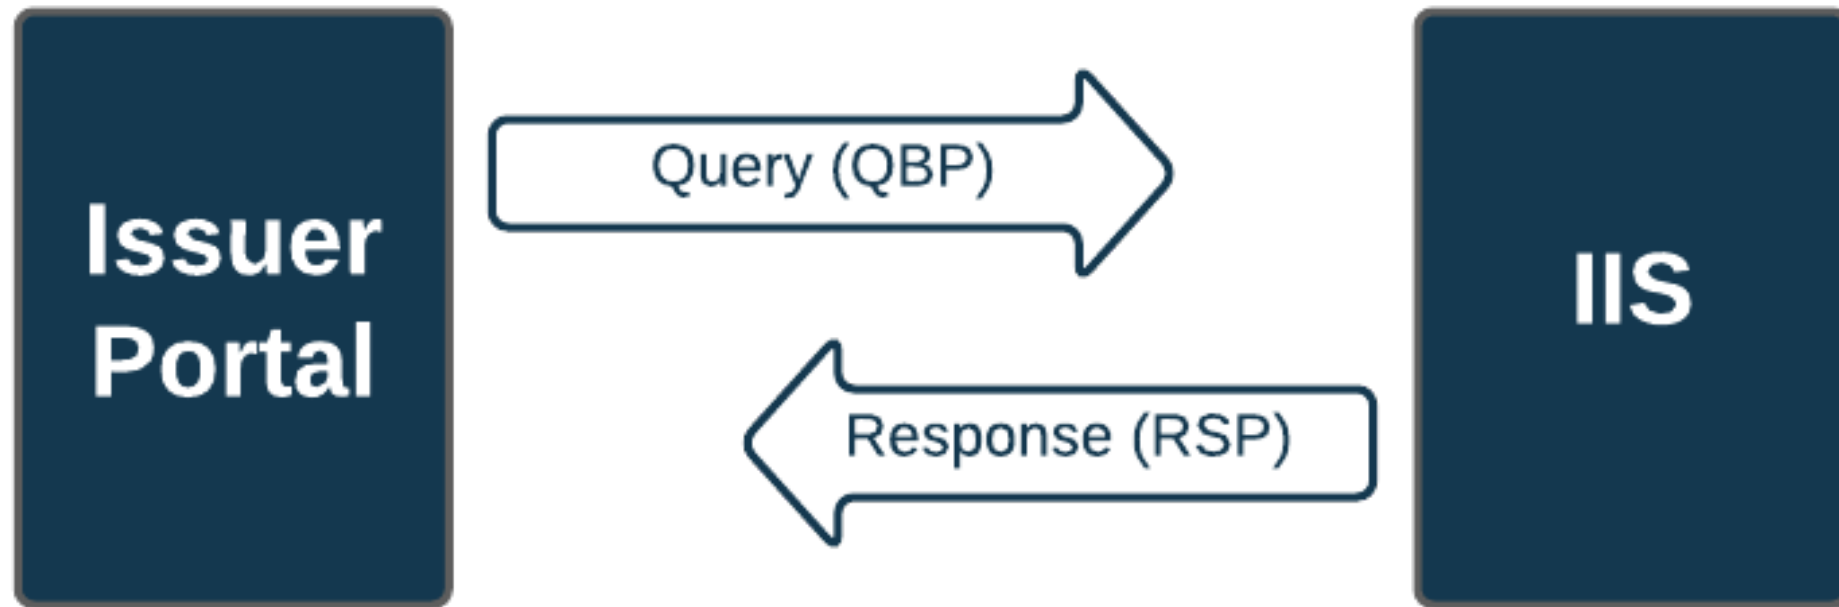 Issuer
Portal
Query (QBP)
Response (RSP)
IIS